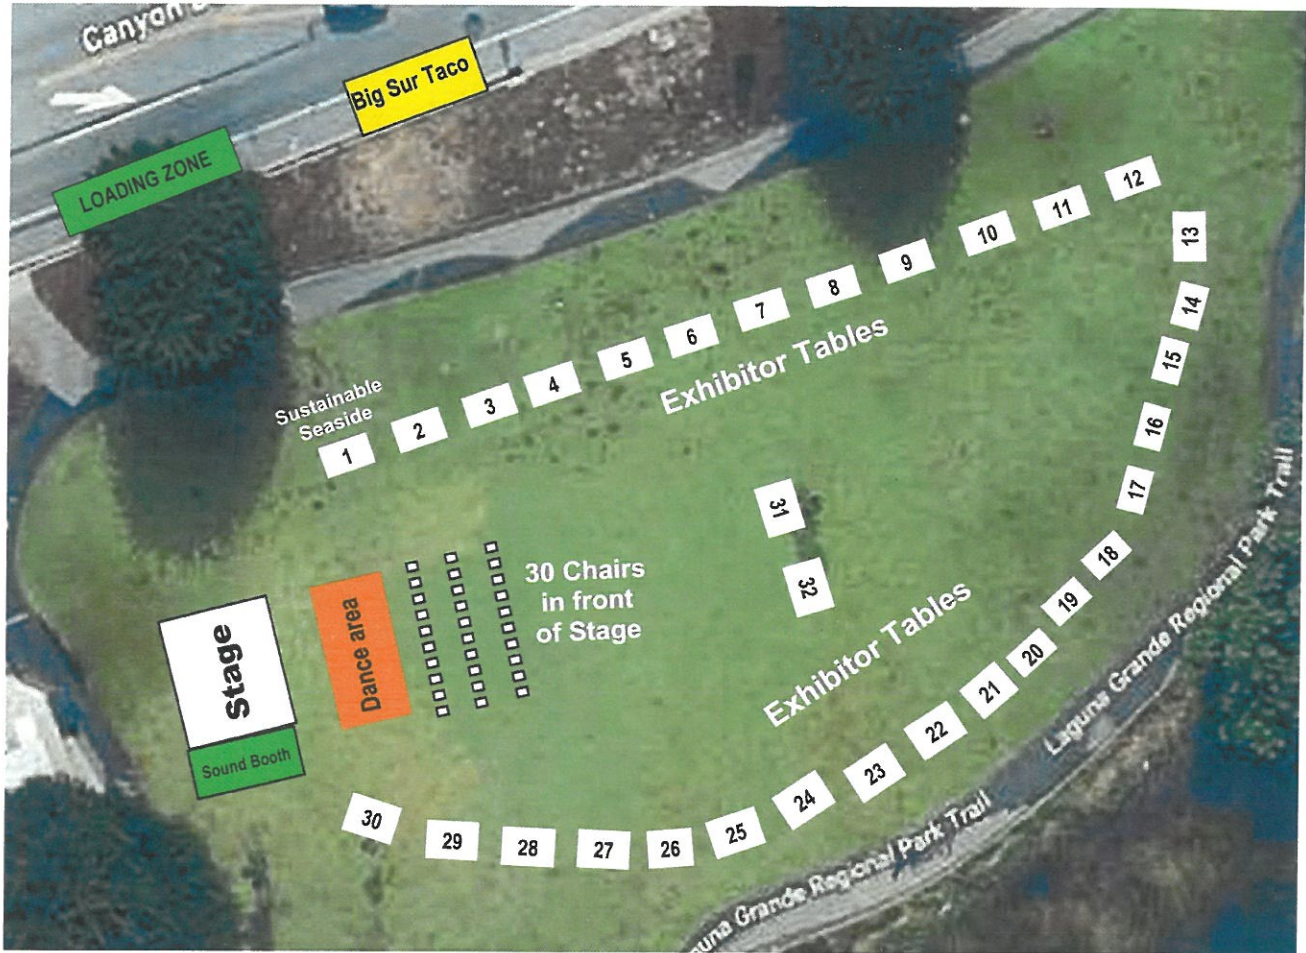 Canyon
Big Sur Taco
LOADING ZONE
12
11
10
9
8
7
6
5
4
3
2
1
Sustainable
Seaside
Exhibitor Tables
13
14
15
16
17
18
19
20
21
22
23
24
25
26
27
28
29
30
31
32
30 Chairs
in front
of Stage
Exhibitor Tables
Stage
Dance area
Sound Booth
Laguna Grande Regional Park Trail
una Grande Regional Park Trail